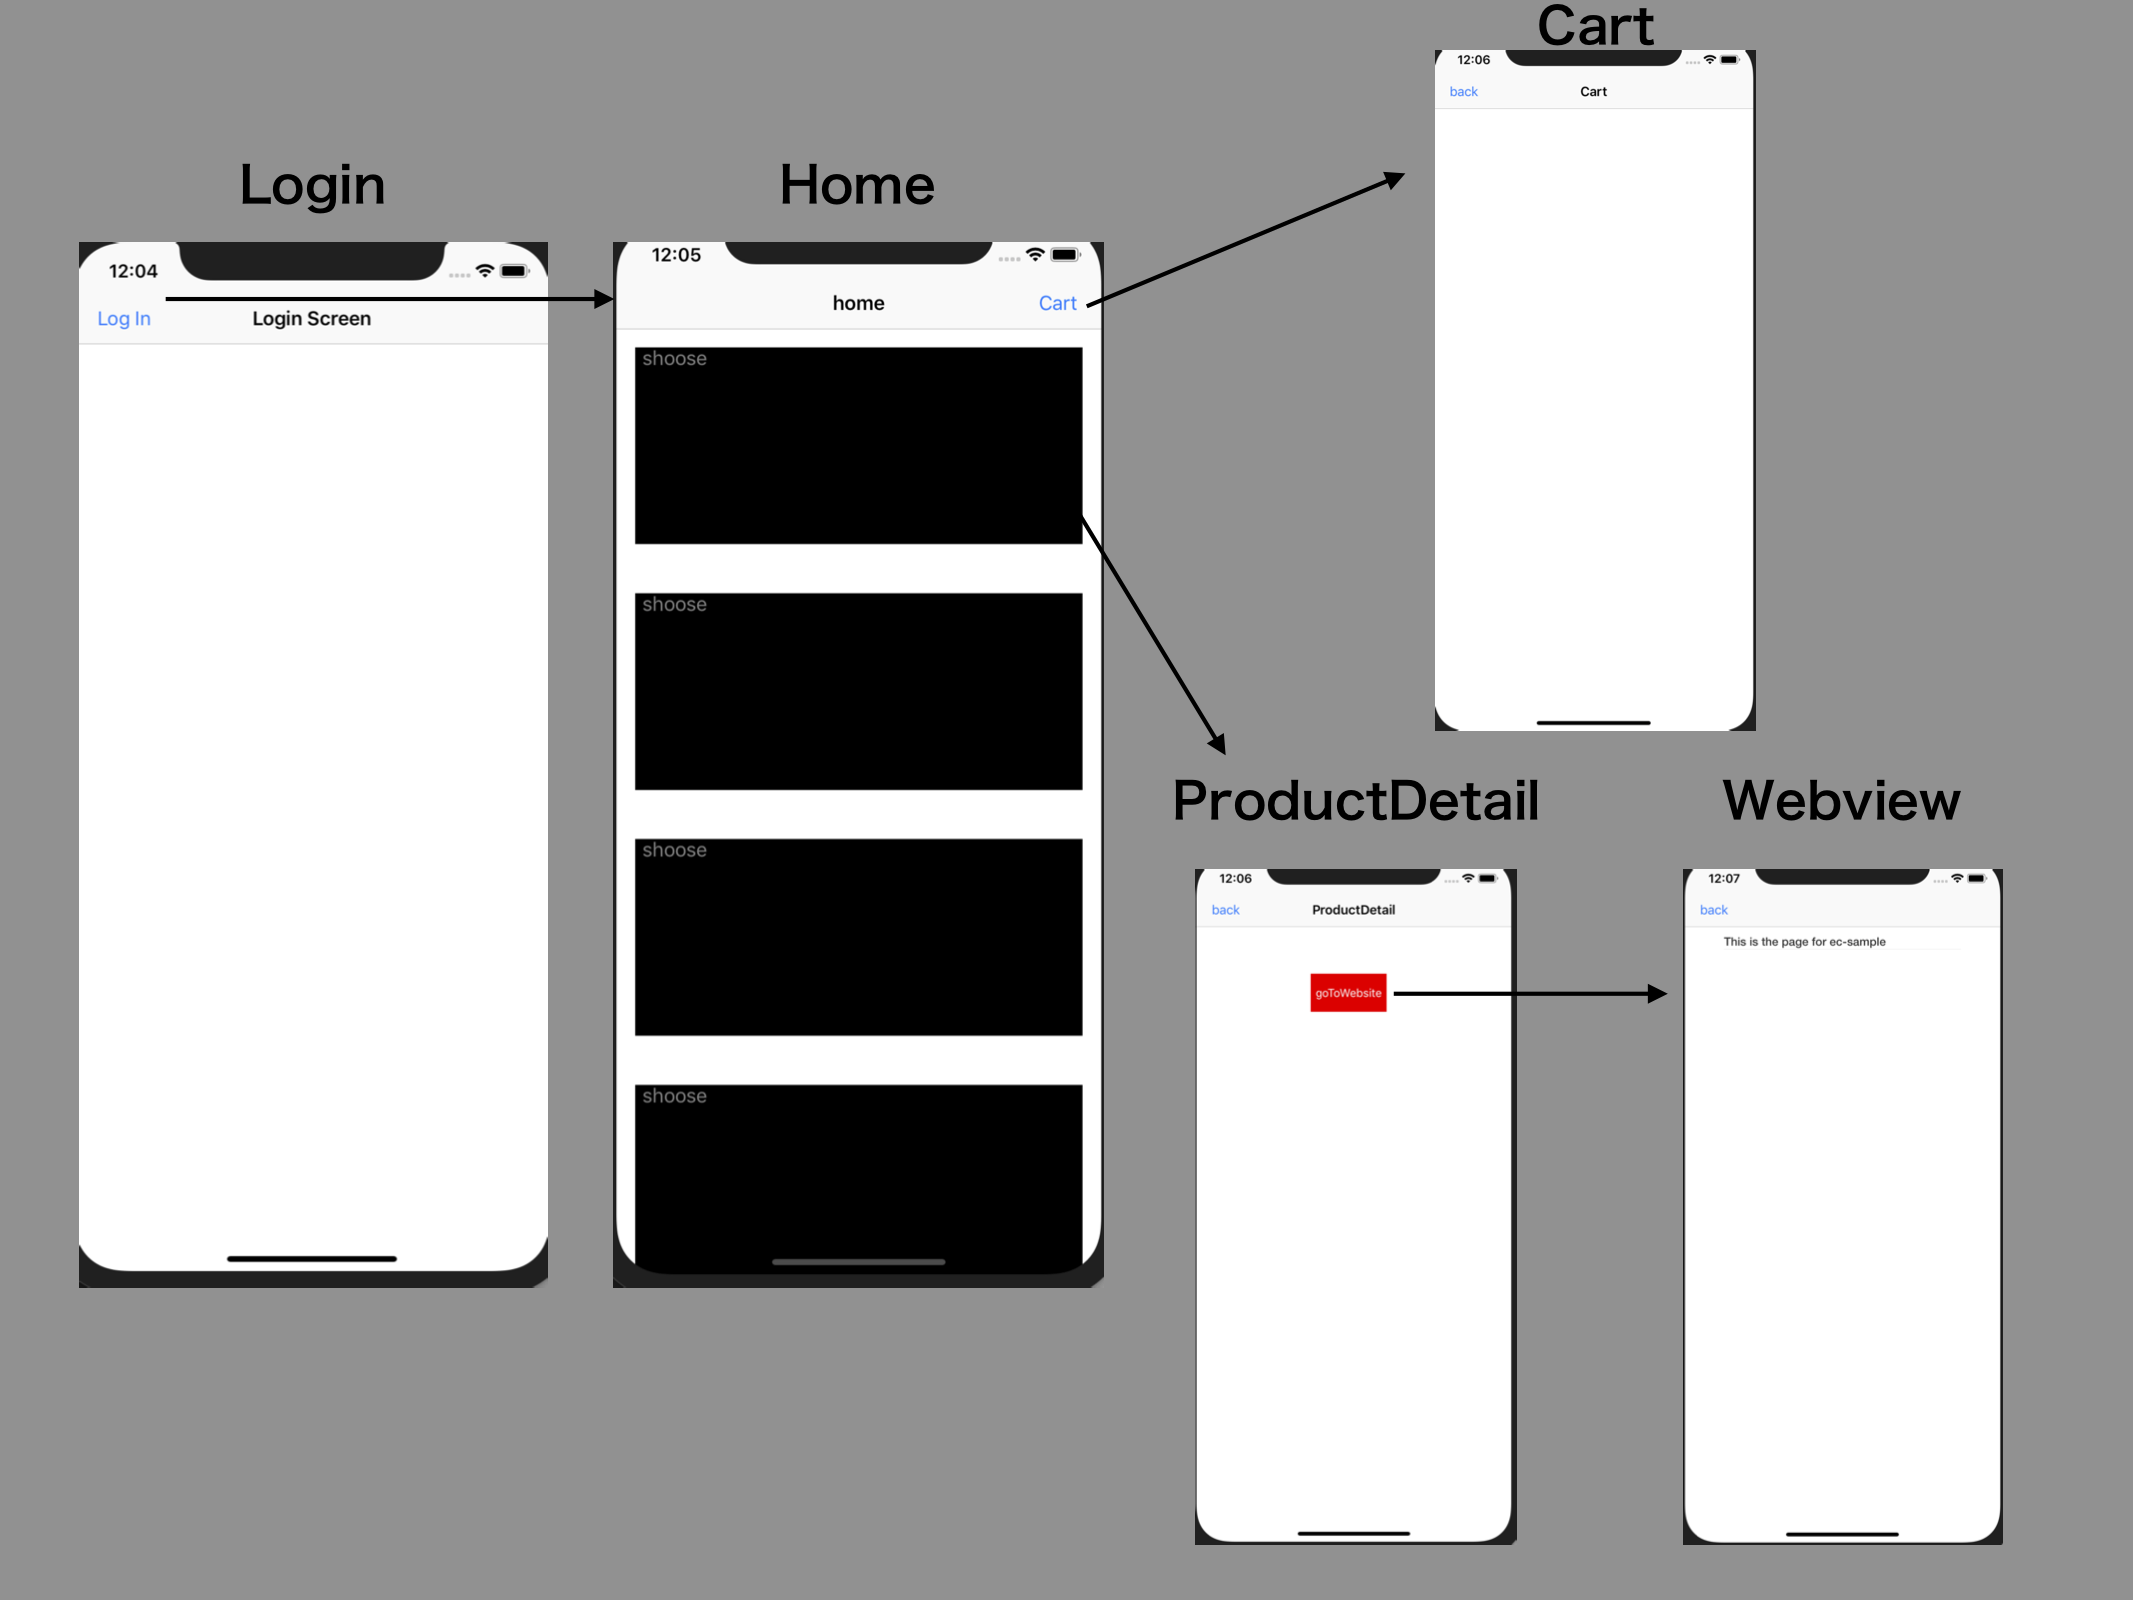 Cart
12:06
back
Cart
Login
Home
12:04
Log In
Login Screen
12:05
home
Cart
shoose
shoose
shoose
shoose
ProductDetail
Webview
12:06
back
ProductDetail
goToWebsite
12:07
back
This is the page for ec-sample